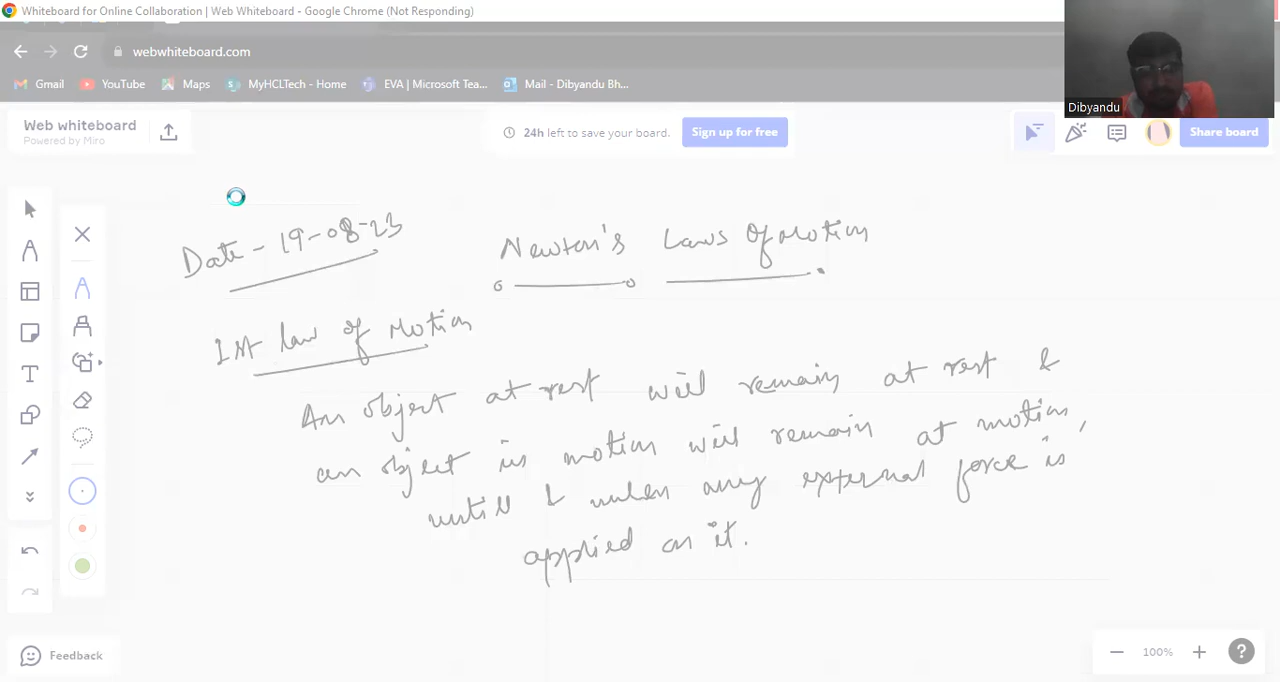 Whiteboard for Online Collaboration | Web Whiteboard - Google Chrome (Not Responding)
webwhiteboard.com
Gmail YouTube Maps MyHCLTech - Home EVA | Microsoft Tea... Mail - Dibyandu Bh...
Dibyandu
Web whiteboard
Powered by Miro
24h left to save your board.
Sign up for free
Share board
Date - 19-08-23
Newton's Laws Of Motion
1st law of Motion
An object at rest will remain at rest &
an object in motion will remain at motion,
untill & unless any external force is
applied on it.
Feedback
100%